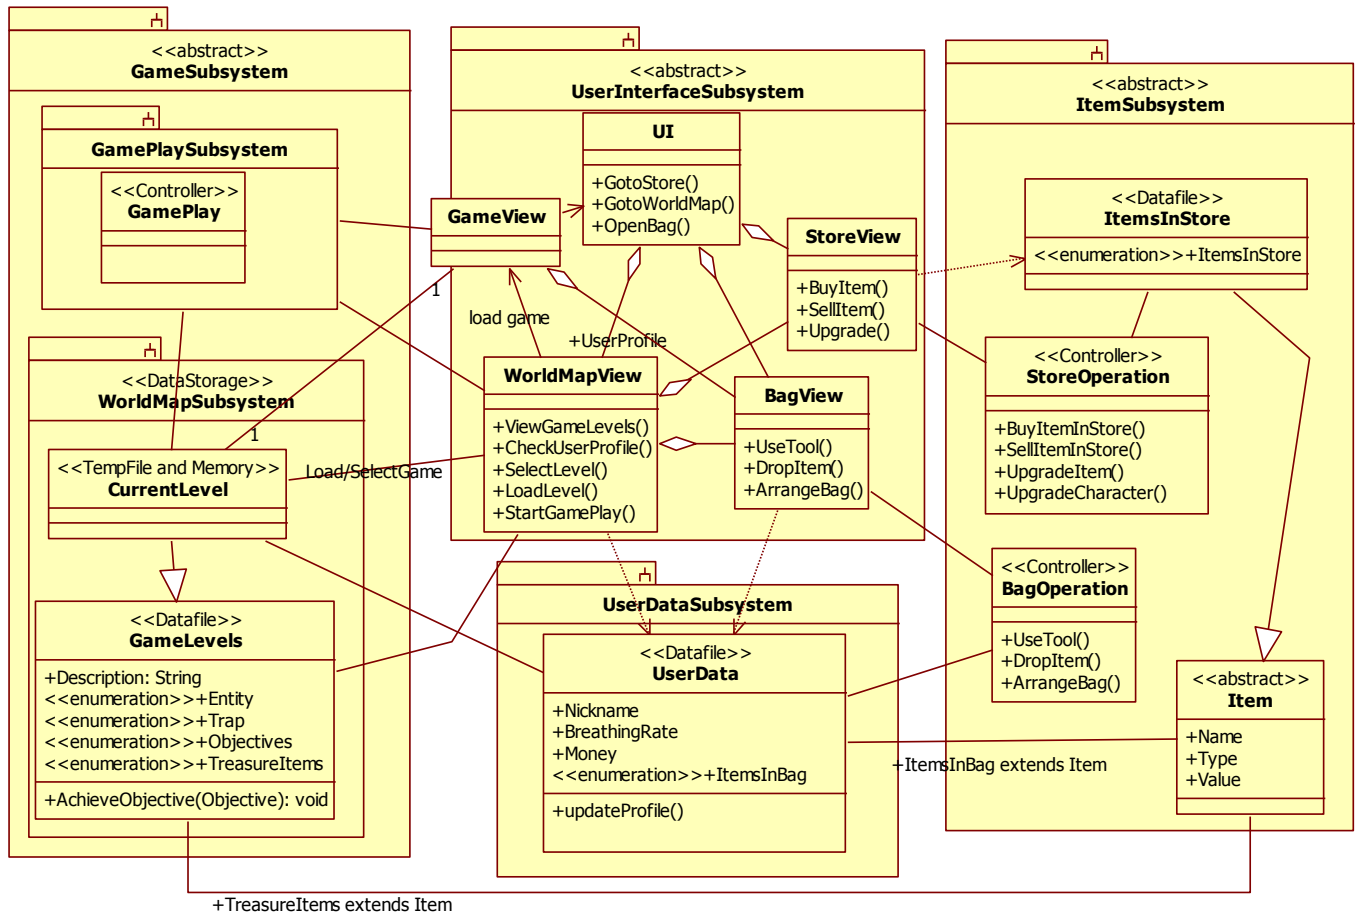 <<abstract>>
GameSubsystem
GamePlaySubsystem
<<Controller>>
GamePlay
<<DataStorage>>
WorldMapSubsystem
<<TempFile and Memory>>
CurrentLevel
<<Datafile>>
GameLevels
+Description: String
<<enumeration>>+Entity
<<enumeration>>+Trap
<<enumeration>>+Objectives
<<enumeration>>+TreasureItems
+AchieveObjective(Objective): void
<<abstract>>
UserInterfaceSubsystem
UI
+GotoStore()
+GotoWorldMap()
+OpenBag()
GameView
1
1
load game
+UserProfile
Load/SelectGame
StoreView
+BuyItem()
+SellItem()
+Upgrade()
WorldMapView
+ViewGameLevels()
+CheckUserProfile()
+SelectLevel()
+LoadLevel()
+StartGamePlay()
BagView
+UseTool()
+DropItem()
+ArrangeBag()
UserDataSubsystem
<<Datafile>>
UserData
+Nickname
+BreathingRate
+Money
<<enumeration>>+ItemsInBag
+updateProfile()
<<abstract>>
ItemSubsystem
<<Datafile>>
ItemsInStore
<<enumeration>>+ItemsInStore
<<Controller>>
StoreOperation
+BuyItemInStore()
+SellItemInStore()
+UpgradeItem()
+UpgradeCharacter()
<<Controller>>
BagOperation
+UseTool()
+DropItem()
+ArrangeBag()
<<abstract>>
Item
+Name
+Type
+Value
+ItemsInBag extends Item
+TreasureItems extends Item